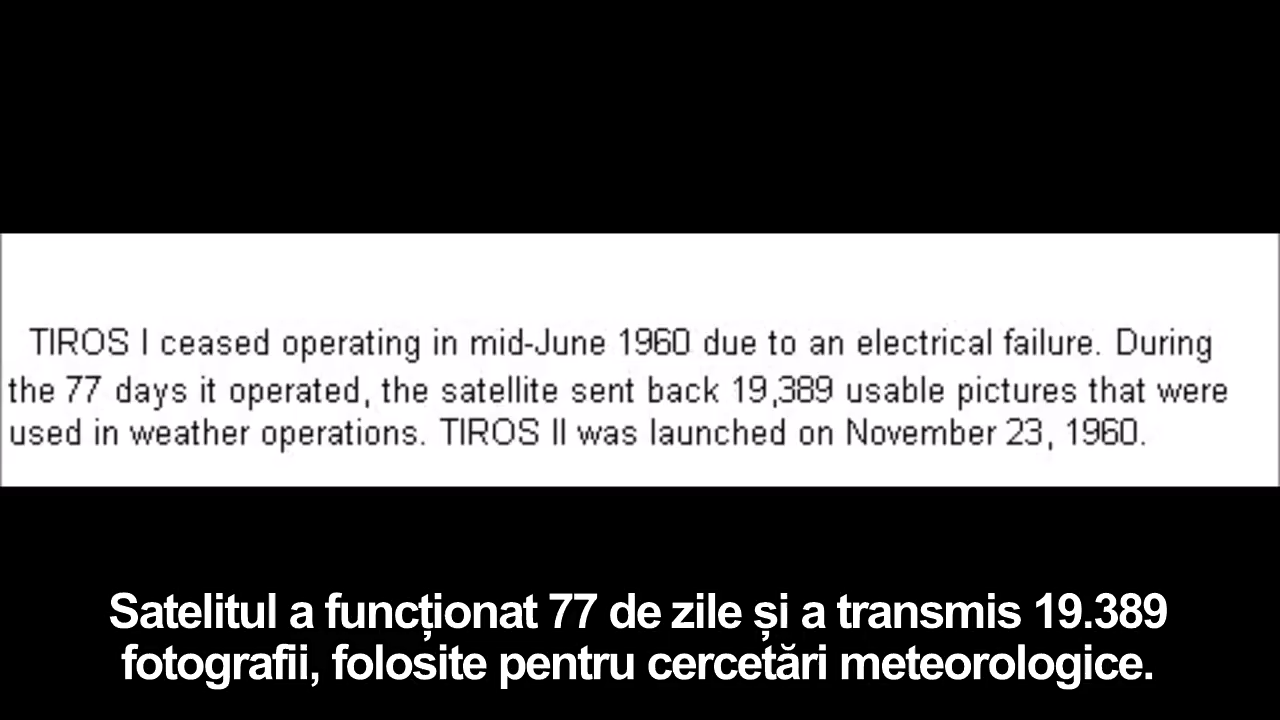 TIROS I ceased operating in mid-June 1960 due to an electrical failure. During
the 77 days it operated, the satellite sent back 19,389 usable pictures that were
used in weather operations. TIROS II was launched on November 23, 1960.
Satelitul a funcționat 77 de zile și a transmis 19.389
fotografii, folosite pentru cercetări meteorologice.